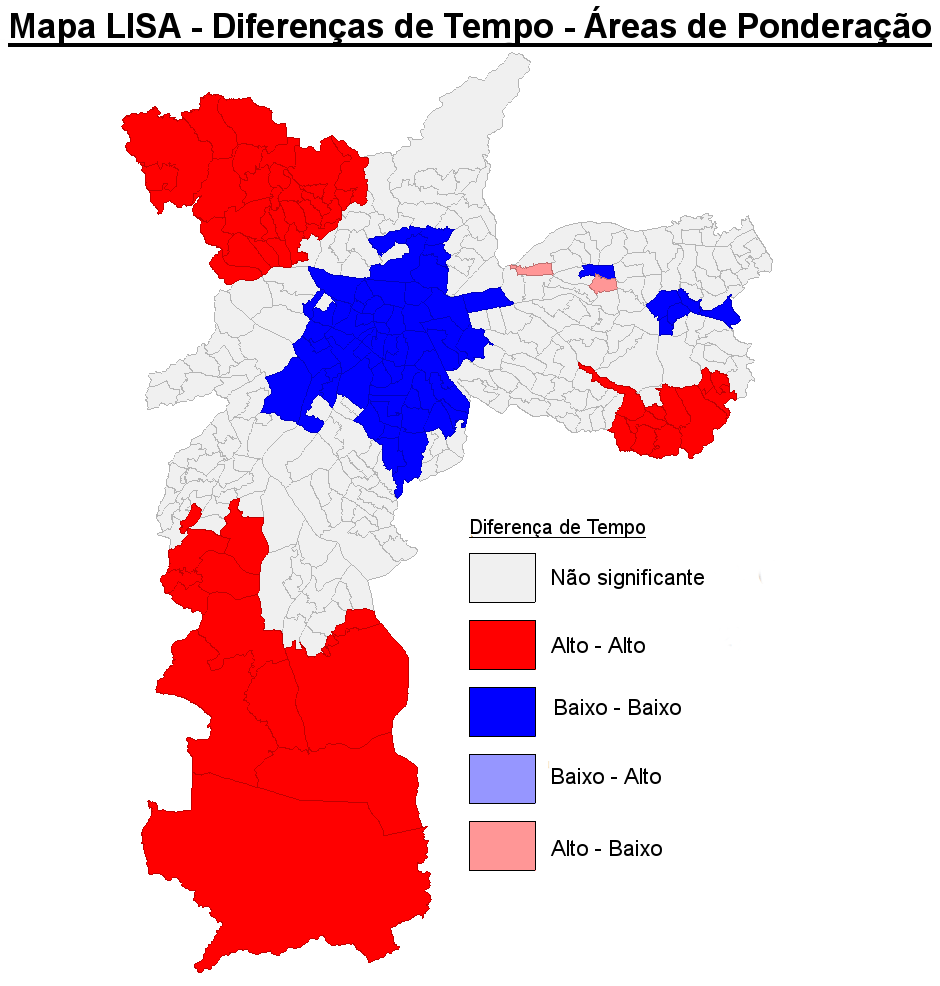 Mapa LISA - Diferenças de Tempo - Áreas de Ponderação
Diferença de Tempo
Não significante
Alto - Alto
Baixo - Baixo
Baixo - Alto
Alto - Baixo